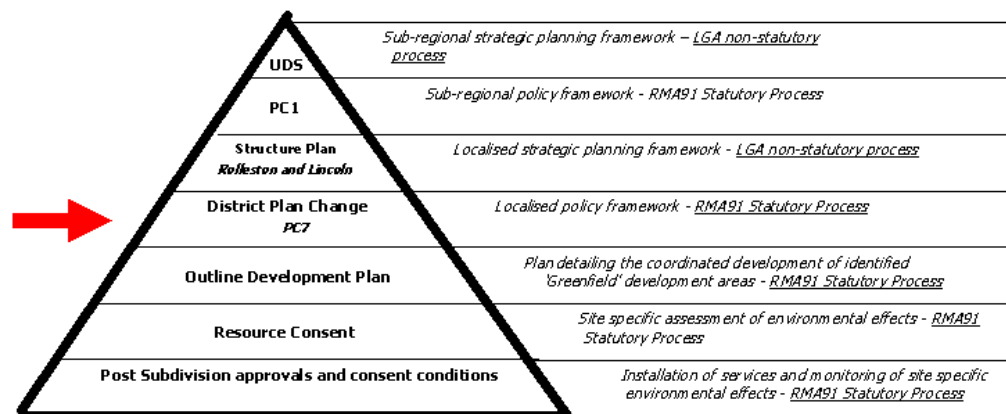 Sub-regional strategic planning framework – LGA non-statutory
process
UDS
Sub-regional policy framework - RMA91 Statutory Process
PC1
Structure Plan
Rolleston and Lincoln
Localised strategic planning framework - LGA non-statutory process
District Plan Change
PC7
Localised policy framework - RMA91 Statutory Process
Outline Development Plan
Plan detailing the coordinated development of identified
'Greenfield' development areas - RMA91 Statutory Process
Resource Consent
Site specific assessment of environmental effects - RMA91
Statutory Process
Post Subdivision approvals and consent conditions
Installation of services and monitoring of site specific
environmental effects - RMA91 Statutory Process